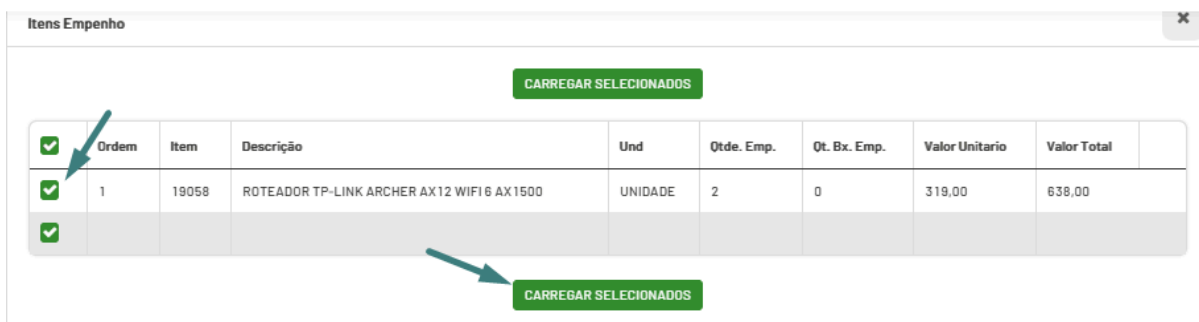 Itens Empenho
CARREGAR SELECIONADOS
Ordem Item Descrição Und Qtde. Emp. Qt. Bx. Emp. Valor Unitario Valor Total
1 19058 ROTEADOR TP-LINK ARCHER AX12 WIFI 6 AX1500 UNIDADE 2 0 319,00 638,00
CARREGAR SELECIONADOS